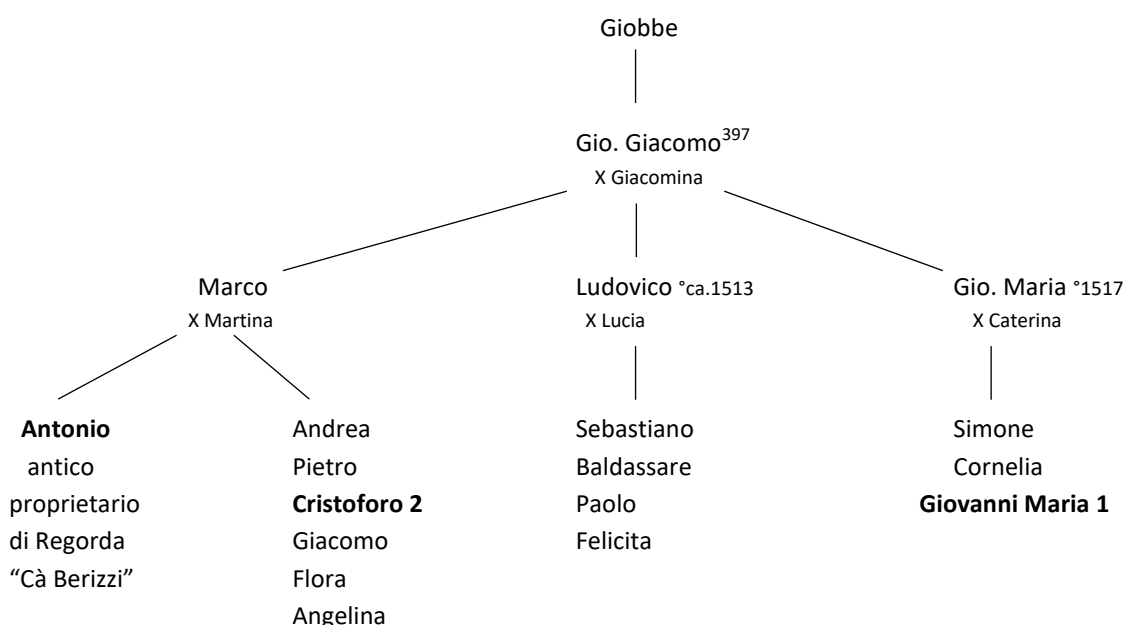 Giobbe
Gio. Giacomo397
X Giacomina
Marco
X Martina
Ludovico °ca.1513
X Lucia
Gio. Maria °1517
X Caterina
Antonio
antico
proprietario
di Regorda
“Cà Berizzi”
Andrea
Pietro
Cristoforo 2
Giacomo
Flora
Angelina
Sebastiano
Baldassare
Paolo
Felicita
Simone
Cornelia
Giovanni Maria 1